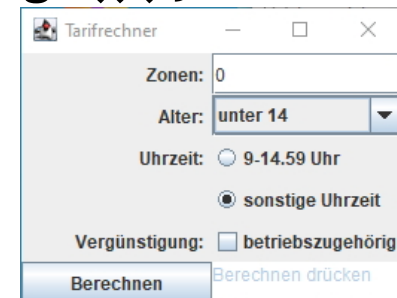 Tarifrechner
Zonen: 0
Alter: unter 14
Uhrzeit: 9-14.59 Uhr
sonstige Uhrzeit
Vergünstigung: betriebszugehörig
Berechnen Berechnen drücken